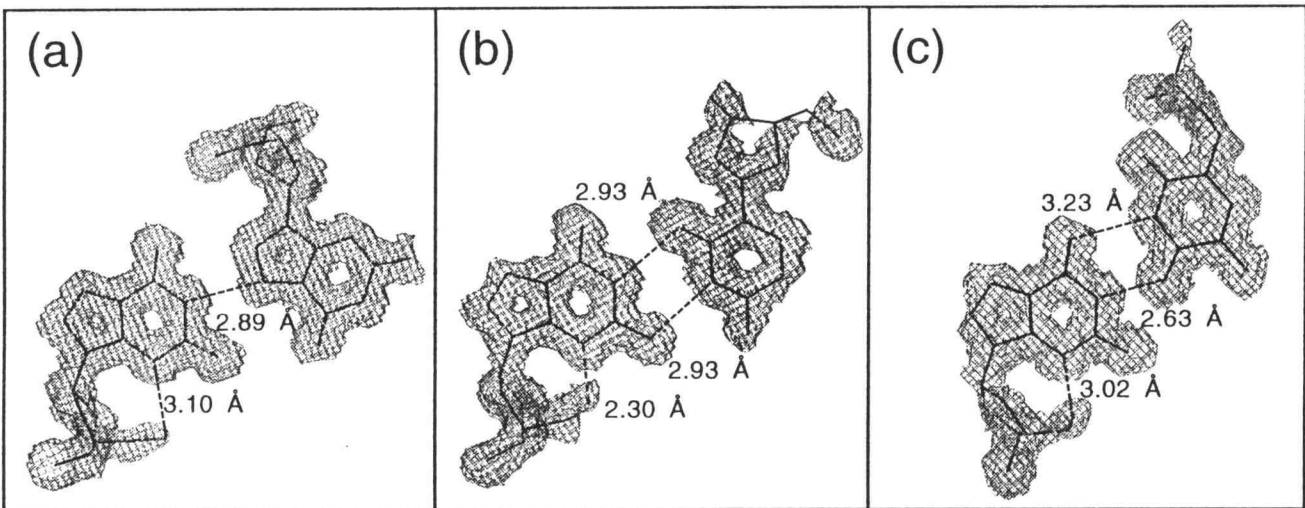 (a)
2.89 Å
3.10 Å
(b)
2.93 Å
2.93 Å
2.30 Å
(c)
3.23 Å
2.63 Å
3.02 Å